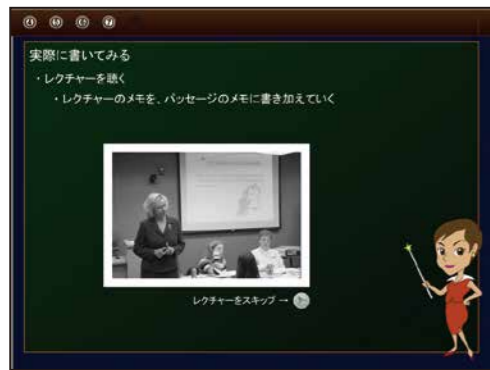 実際に書いてみる
・レクチャーを聴く
・レクチャーのメモを、パッセージのメモに書き加えていく
レクチャーをスキップ →